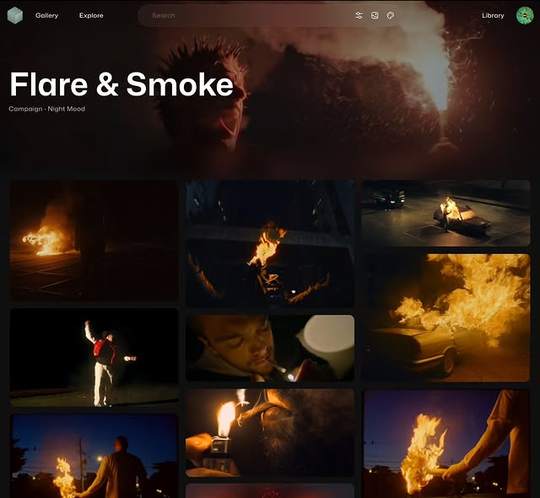 Gallery
Explore
Search
Library
Flare & Smoke
Campaign - Night Mood